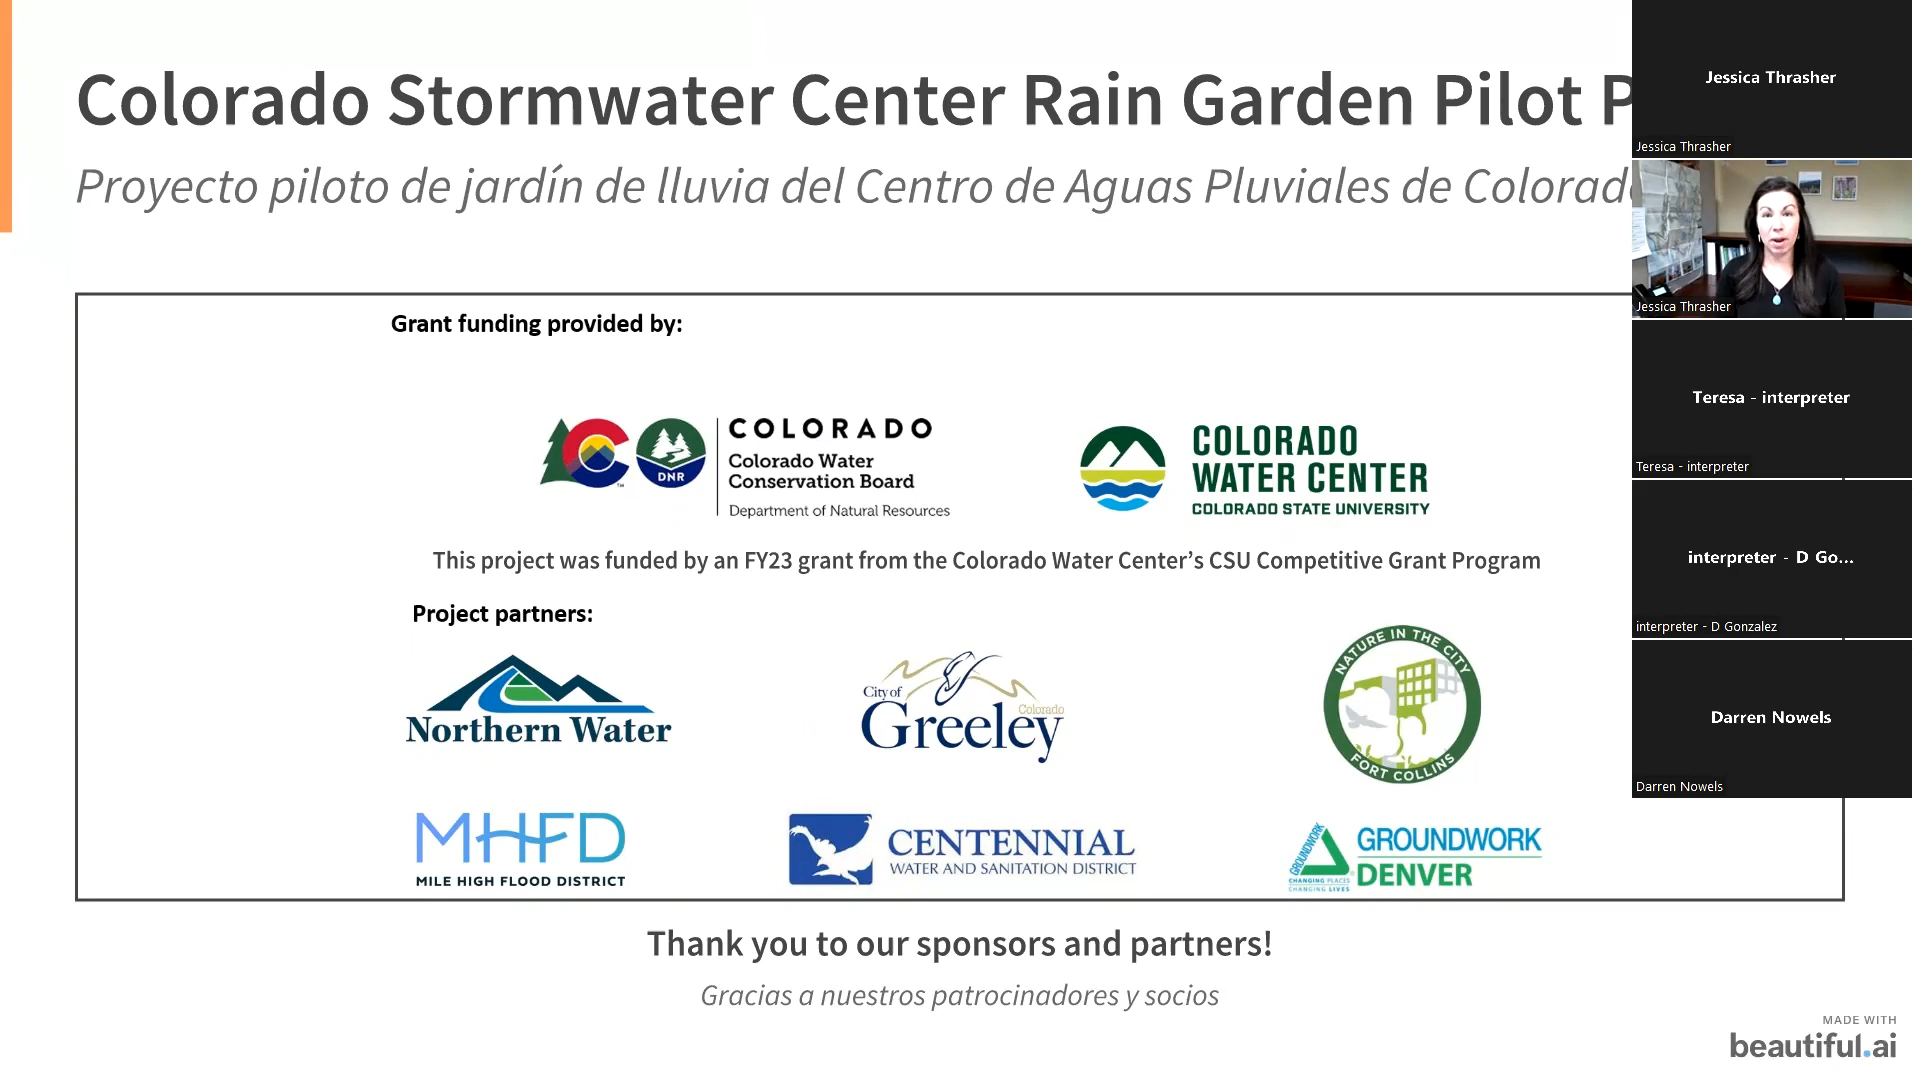 Colorado Stormwater Center Rain Garden Pilot P
Proyecto piloto de jardín de lluvia del Centro de Aguas Pluviales de Colorado
Grant funding provided by:
COLORADO
Colorado Water
Conservation Board
Department of Natural Resources
DNR
TM
COLORADO
WATER CENTER
COLORADO STATE UNIVERSITY
This project was funded by an FY23 grant from the Colorado Water Center’s CSU Competitive Grant Program
Project partners:
Northern Water
City of
Greeley
Colorado
NATURE IN THE CITY
FORT COLLINS
MHFD
MILE HIGH FLOOD DISTRICT
CENTENNIAL
WATER AND SANITATION DISTRICT
GROUNDWORK
CHANGING PLACES
CHANGING LIVES
GROUNDWORK
DENVER
Thank you to our sponsors and partners!
Gracias a nuestros patrocinadores y socios
MADE WITH
beautiful.ai
Jessica Thrasher
Jessica Thrasher
Jessica Thrasher
Teresa - interpreter
Teresa - interpreter
interpreter - D Go...
interpreter - D Gonzalez
Darren Nowels
Darren Nowels